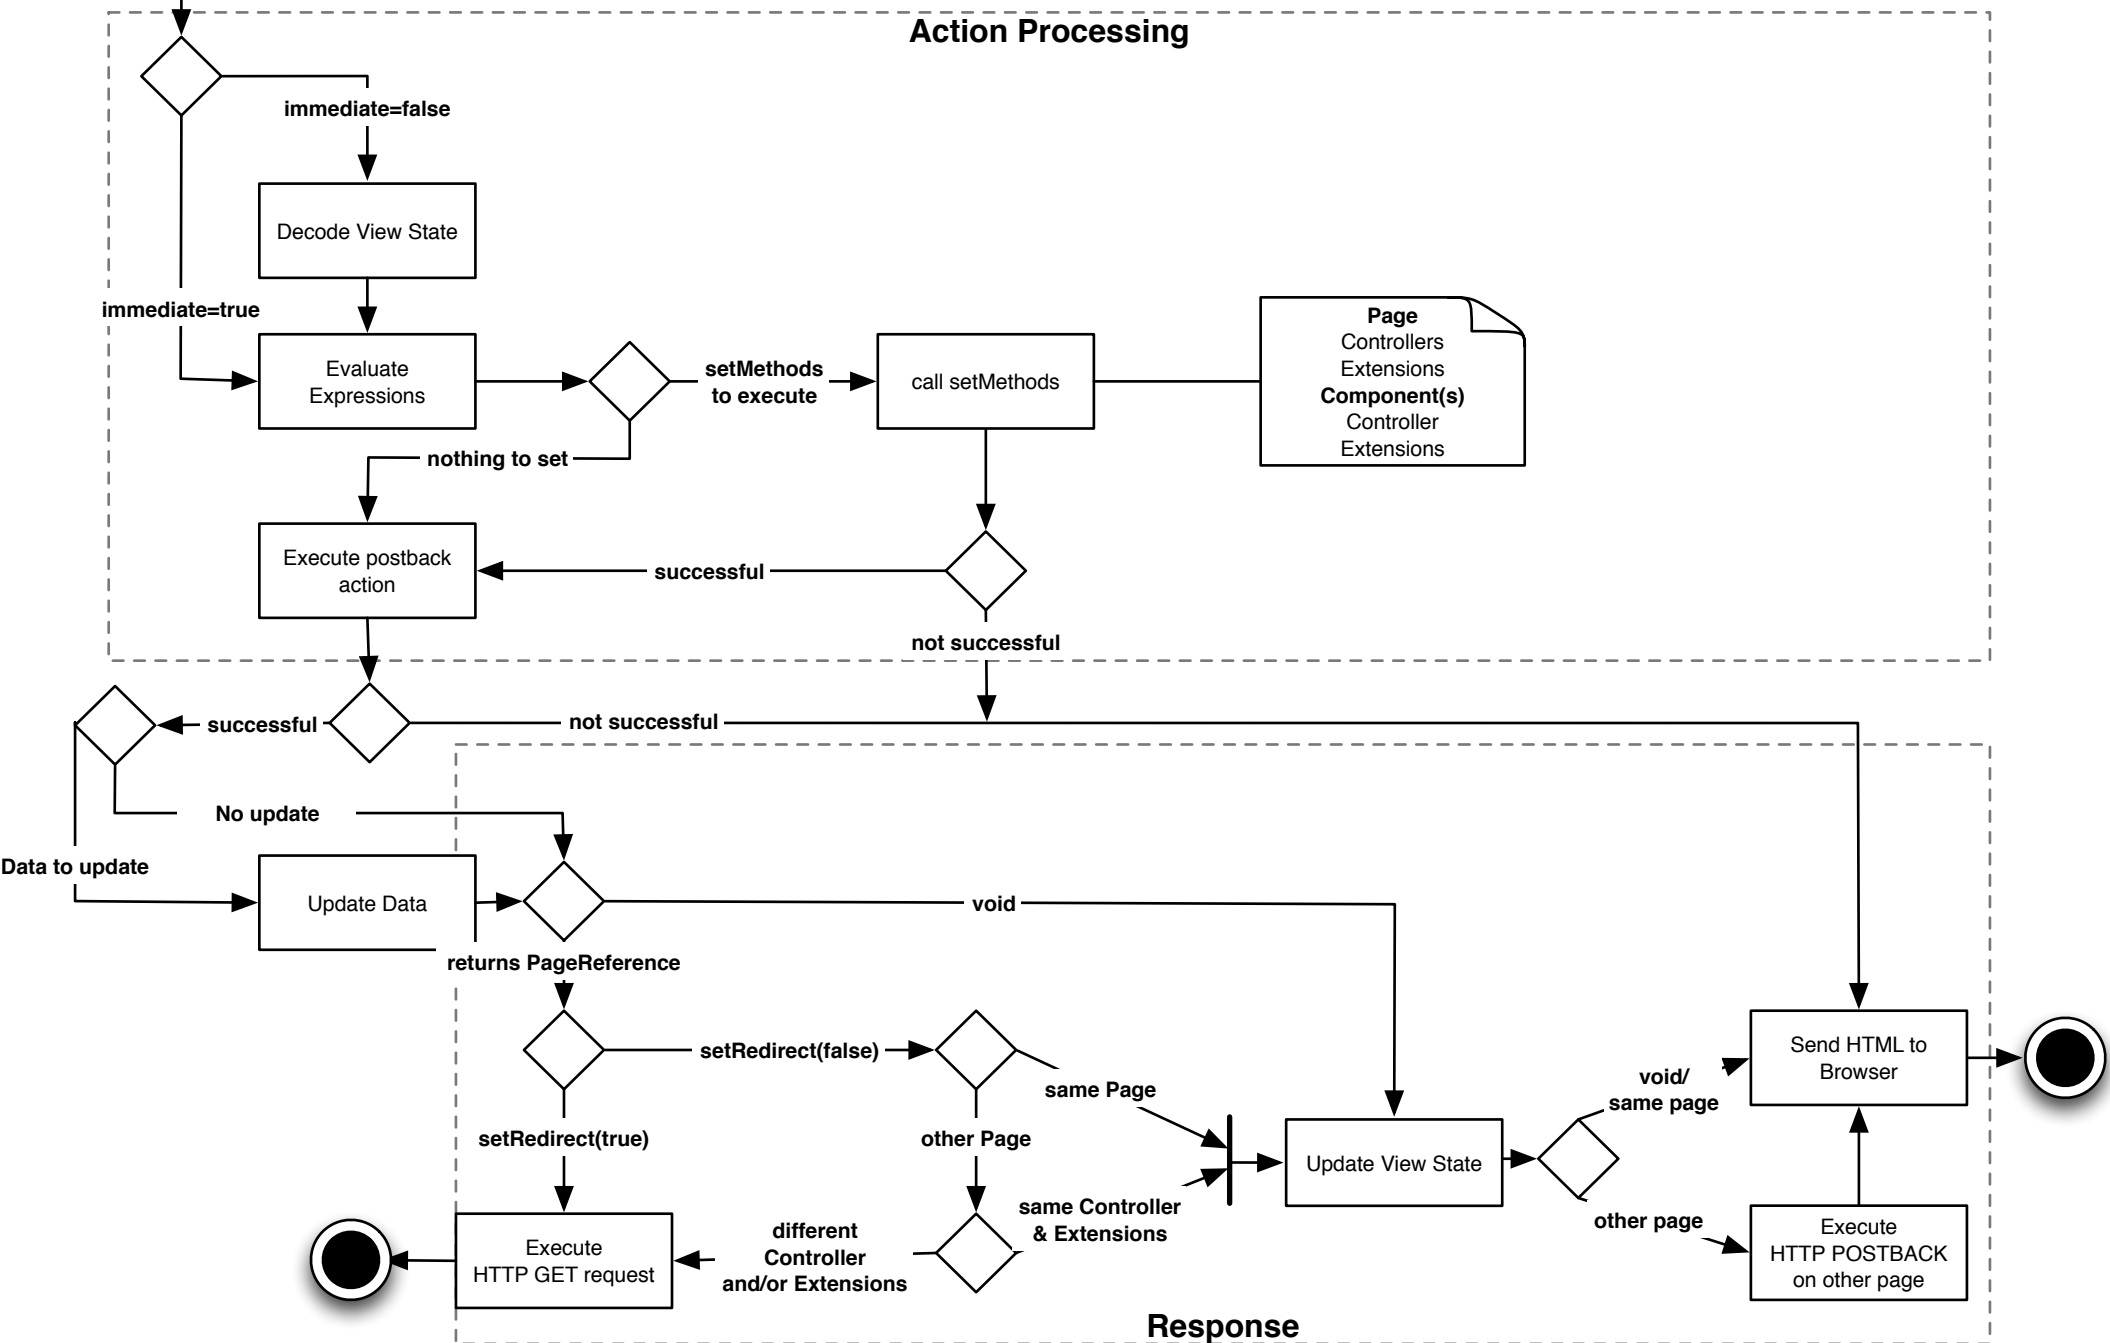 Action Processing
immediate=false
Decode View State
immediate=true
Evaluate
Expressions
setMethods
to execute
call setMethods
Page
Controllers
Extensions
Component(s)
Controller
Extensions
nothing to set
Execute postback
action
successful
not successful
successful
not successful
No update
Data to update
Update Data
void
returns PageReference
setRedirect(false)
same Page
setRedirect(true)
other Page
same Controller
& Extensions
different
Controller
and/or Extensions
Execute
HTTP GET request
Update View State
void/
same page
other page
Send HTML to
Browser
Execute
HTTP POSTBACK
on other page
Response